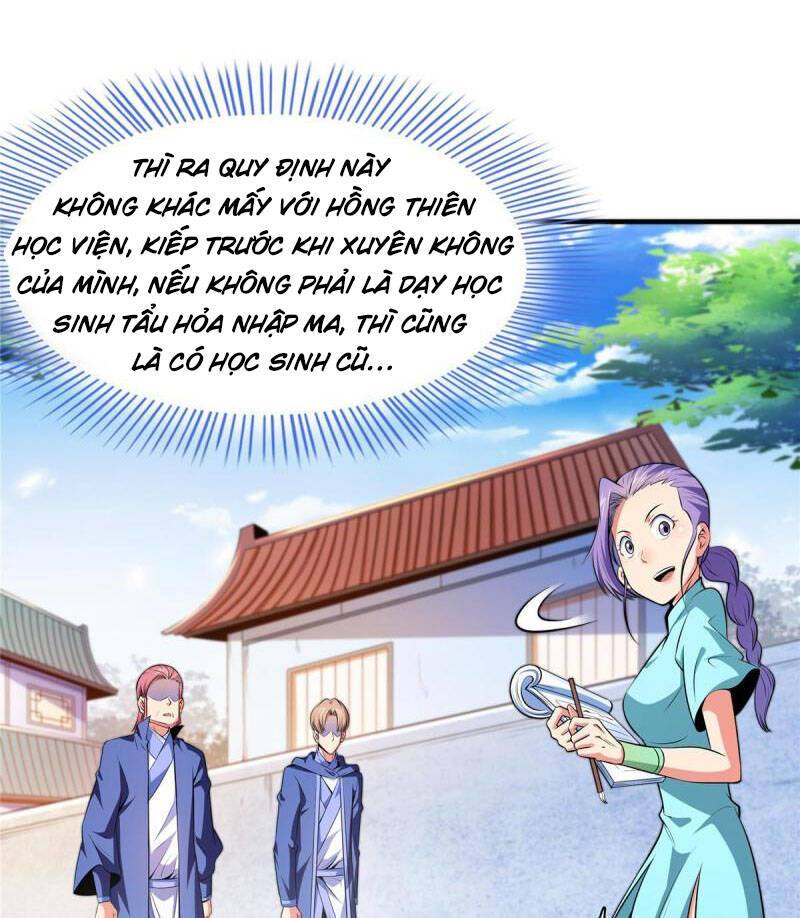 THÌ RA QUY ĐỊNH NÀY
KHÔNG KHÁC MẤY VỚI HỒNG THIÊN
HỌC VIỆN, KIẾP TRƯỚC KHI XUYÊN KHÔNG
CỦA MÌNH, NẾU KHÔNG PHẢI LÀ DẠY HỌC
SINH TẨU HỎA NHẬP MA, THÌ CŨNG
LÀ CÓ HỌC SINH CŨ...